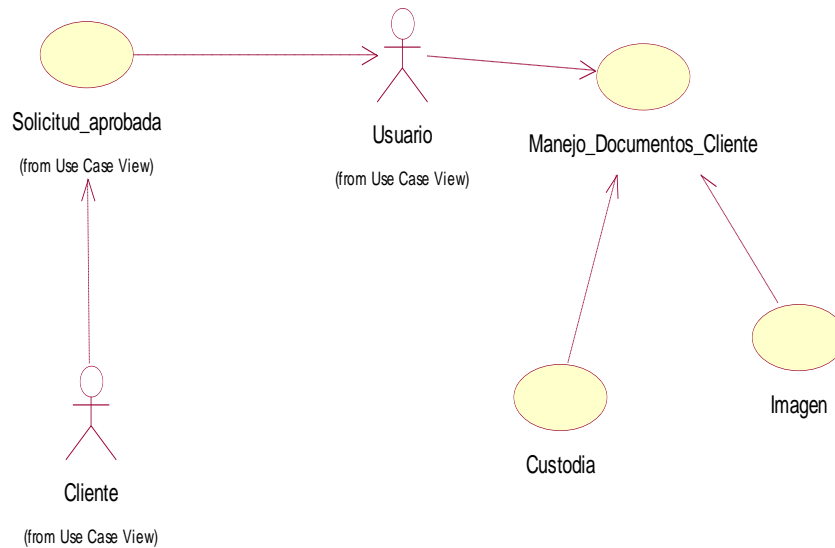 Solicitud_aprobada
(from Use Case View)
Usuario
(from Use Case View)
Manejo_Documentos_Cliente
Cliente
(from Use Case View)
Custodia
Imagen